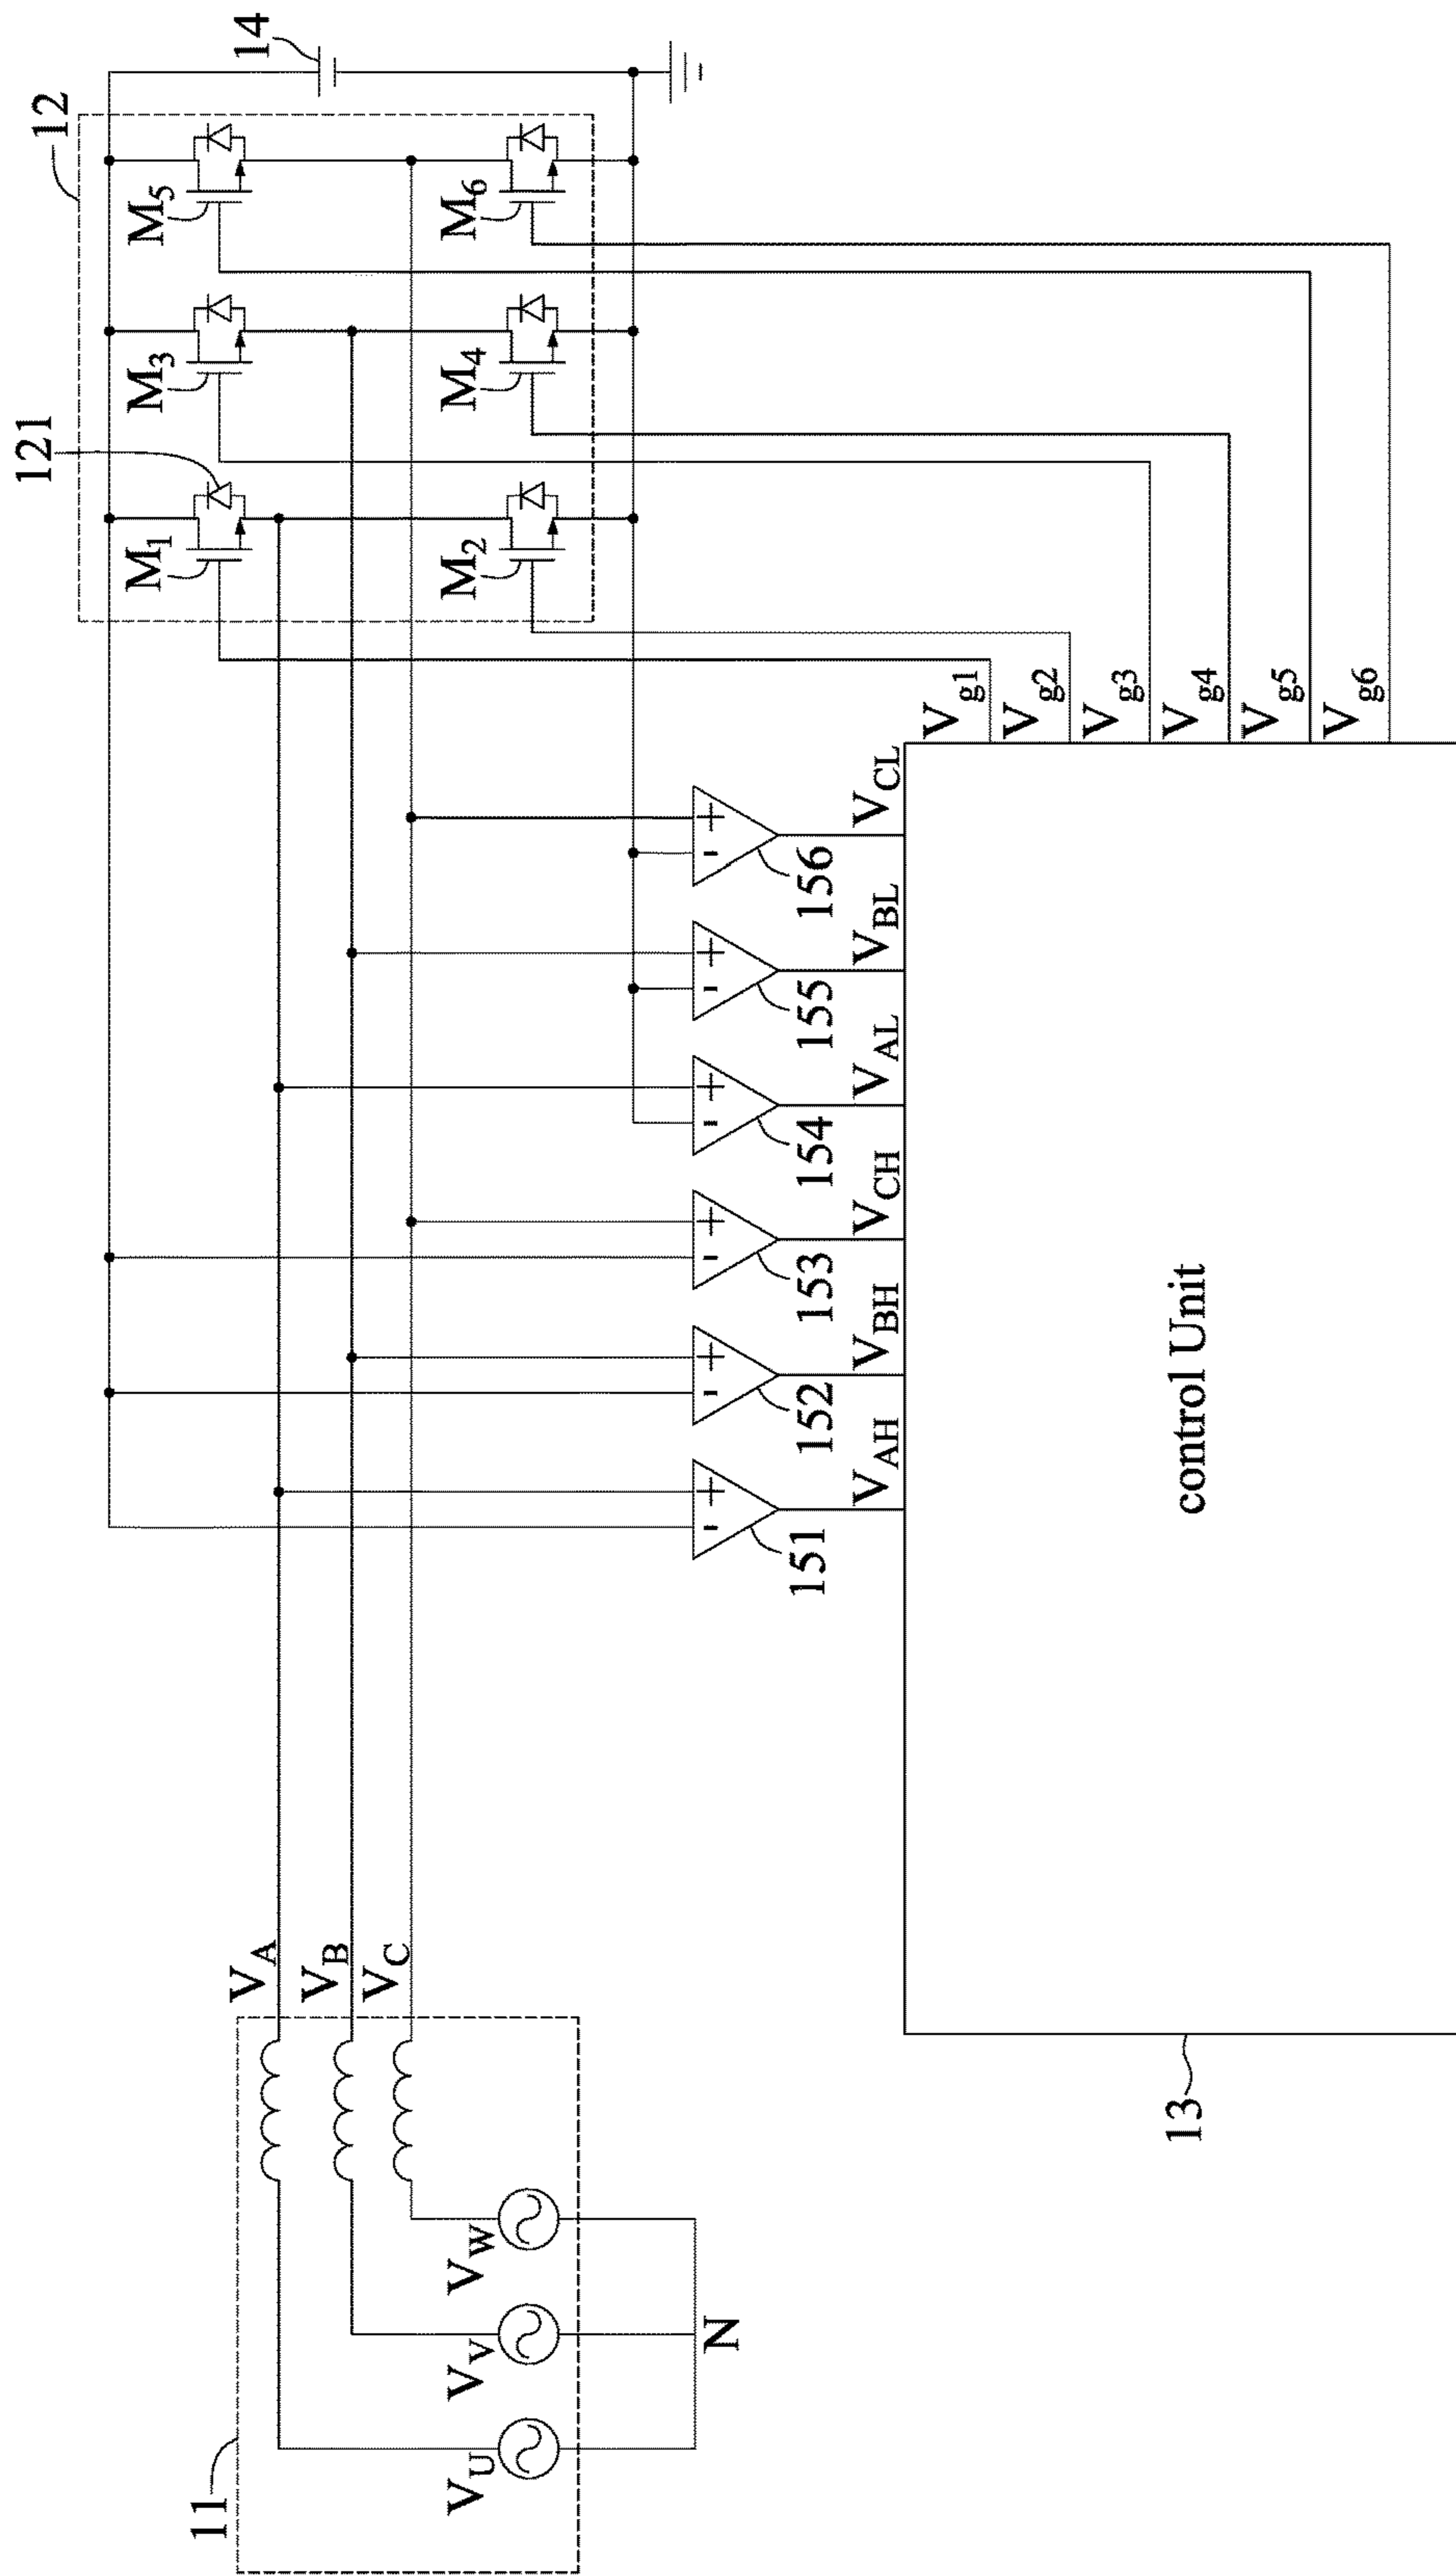 12
14
121
M1
M3
M5
M2
M4
M6
11
VA
VB
VC
VU
VV
VW
N
151
152
153
154
155
156
VAH
VBH
VCH
VAL
VBL
VCL
Vg1
Vg2
Vg3
Vg4
Vg5
Vg6
control Unit
13